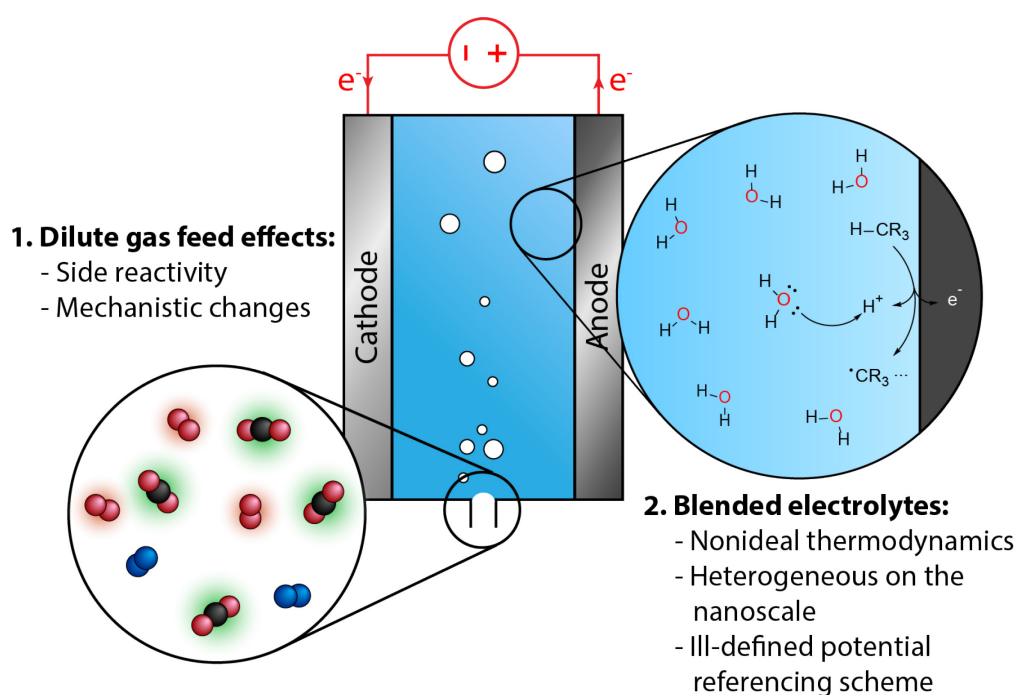 e-
e-
Cathode
Anode
1. Dilute gas feed effects:
- Side reactivity
- Mechanistic changes
H
O
H
H
O
H
H
O
H
H
O
H
H
O
H
H
O
H
H
O
H
H–CR3
H+
e-
•CR3 ···
2. Blended electrolytes:
- Nonideal thermodynamics
- Heterogeneous on the
nanoscale
- Ill-defined potential
referencing scheme